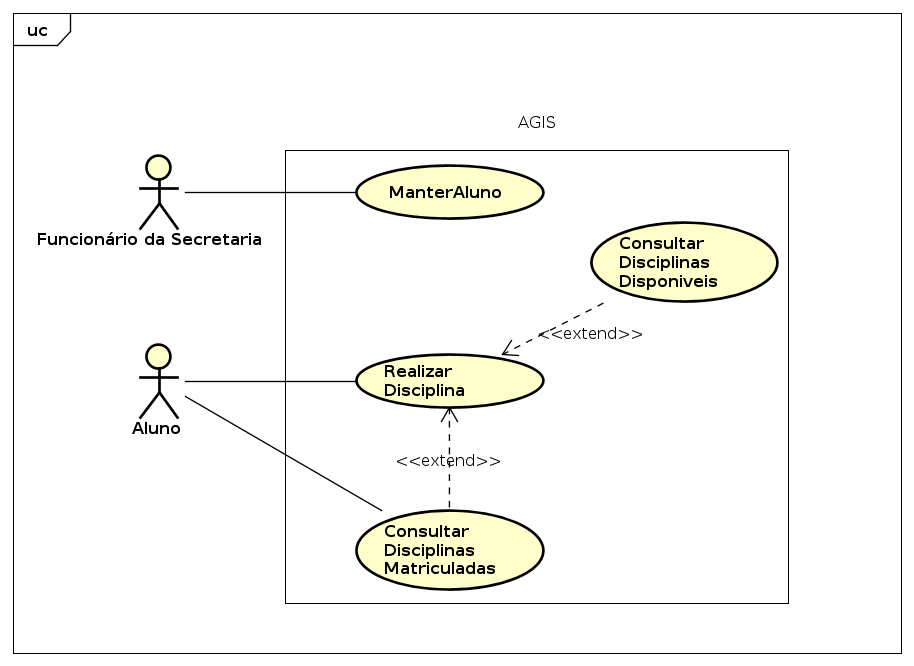 uc
AGIS
ManterAluno
Funcionário da Secretaria
Consultar
Disciplinas
Disponiveis
<<extend>>
Realizar
Disciplina
Aluno
<<extend>>
Consultar
Disciplinas
Matriculadas